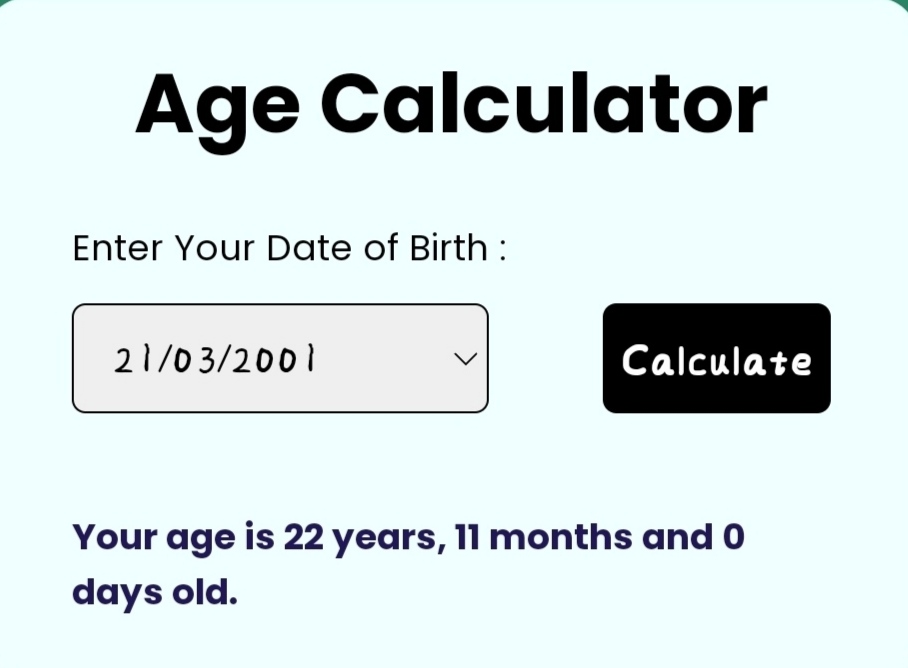 Age Calculator
Enter Your Date of Birth :
21/03/2001
Calculate
Your age is 22 years, 11 months and 0
days old.